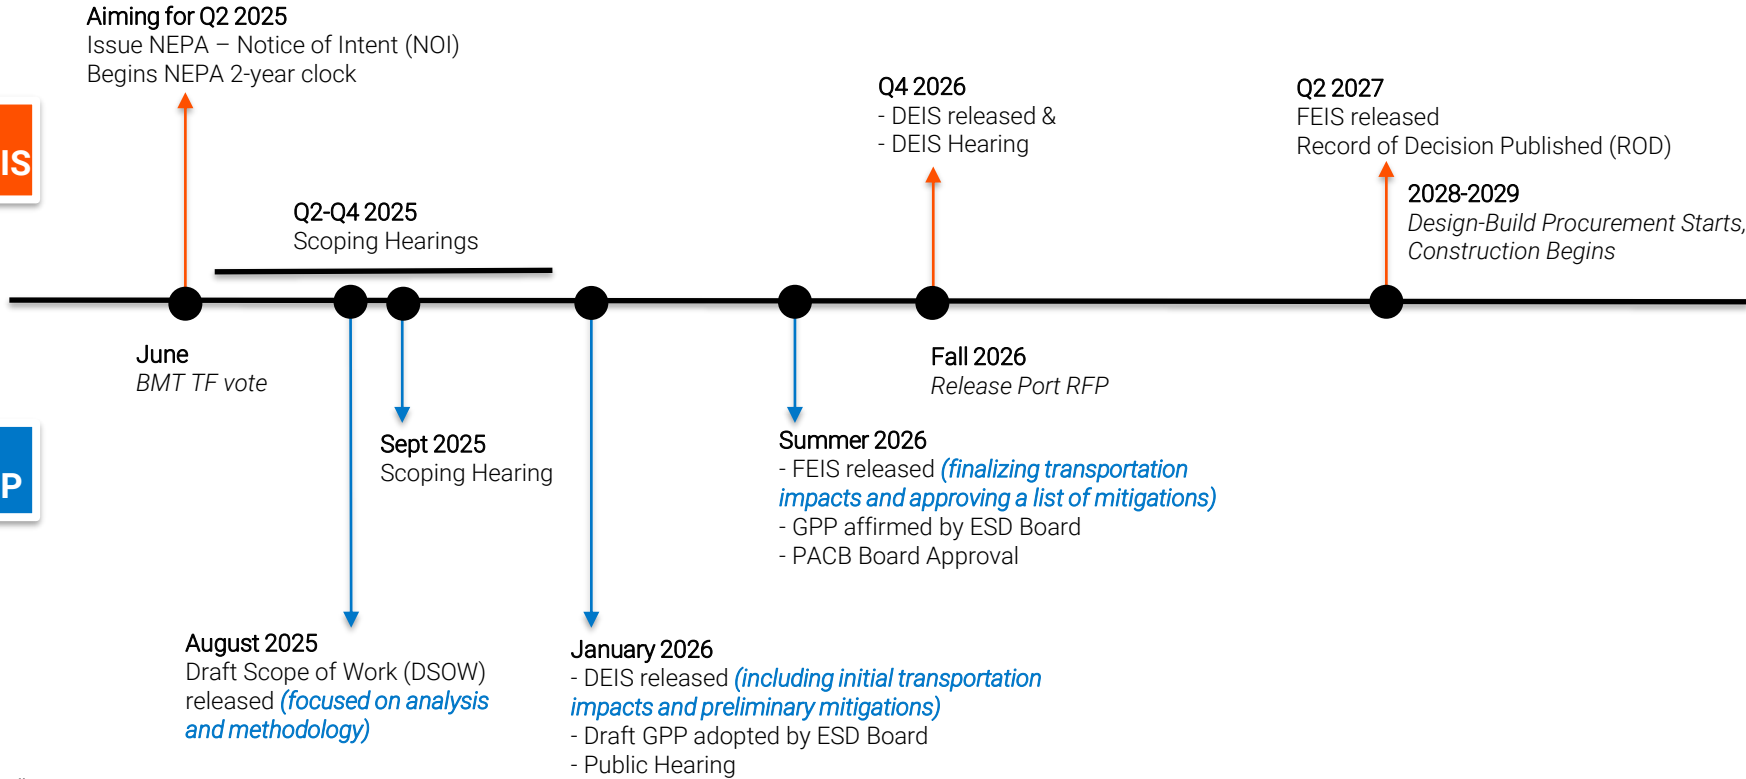 Aiming for Q2 2025
Issue NEPA – Notice of Intent (NOI)
Begins NEPA 2-year clock
Q4 2026
- DEIS released &
- DEIS Hearing
Q2 2027
FEIS released
Record of Decision Published (ROD)
IS
2028-2029
Design-Build Procurement Starts,
Construction Begins
Q2-Q4 2025
Scoping Hearings
June
BMT TF vote
Fall 2026
Release Port RFP
Sept 2025
Scoping Hearing
Summer 2026
- FEIS released (finalizing transportation
impacts and approving a list of mitigations)
- GPP affirmed by ESD Board
- PACB Board Approval
P
August 2025
Draft Scope of Work (DSOW)
released (focused on analysis
and methodology)
January 2026
- DEIS released (including initial transportation
impacts and preliminary mitigations)
- Draft GPP adopted by ESD Board
- Public Hearing